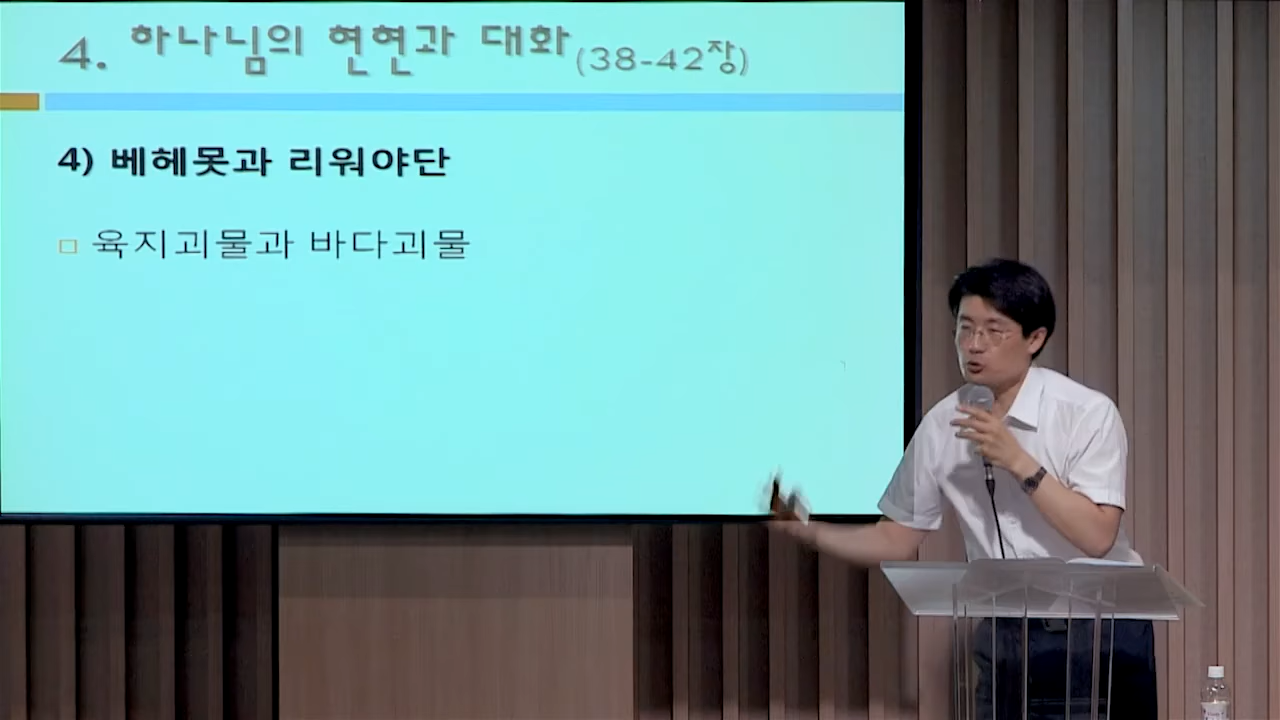 4. 하나님의 현현과 대화(38-42장)
4) 베헤못과 리워야단
□ 육지괴물과 바다괴물